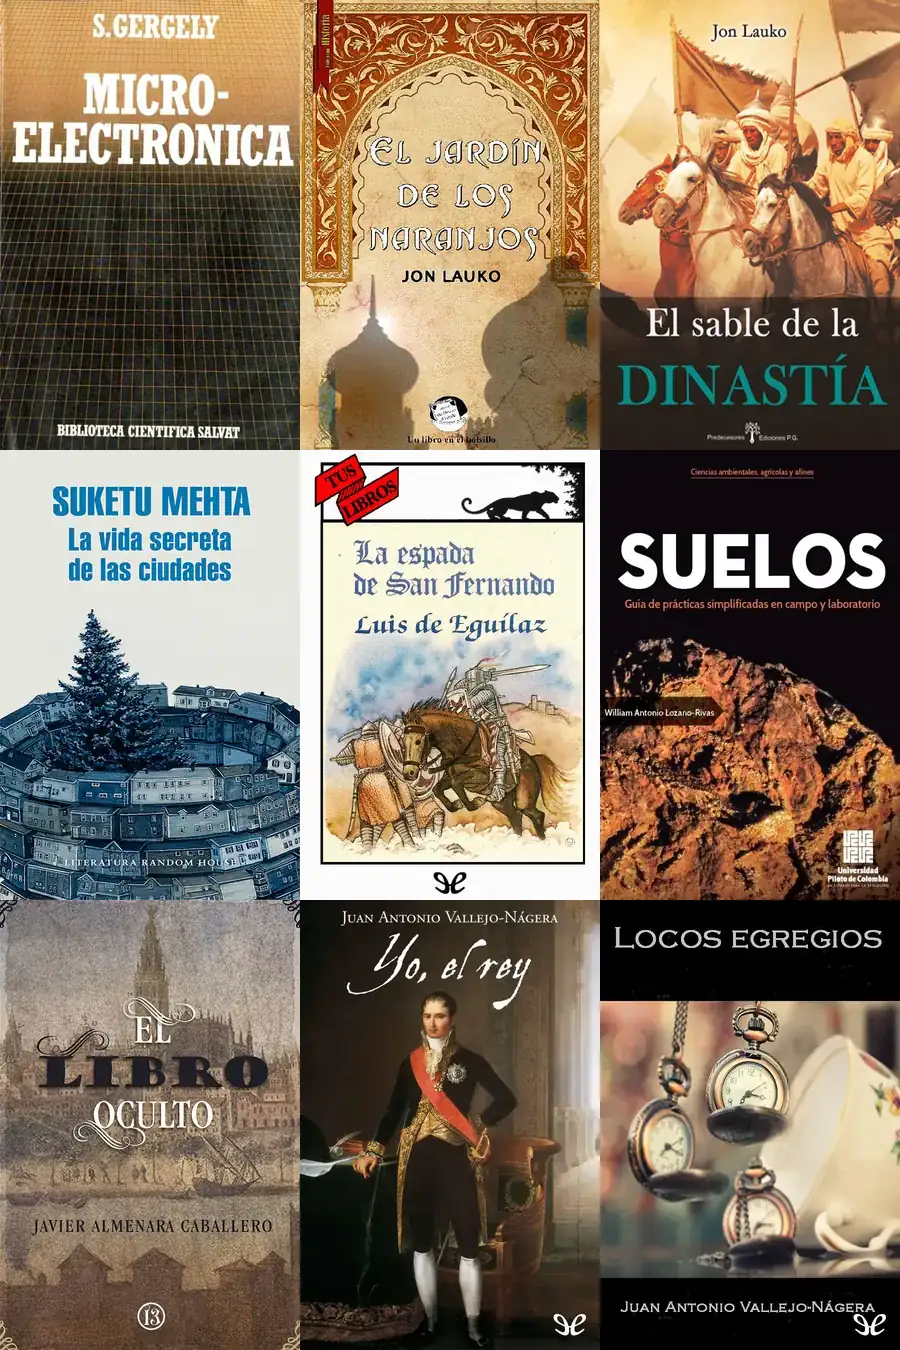 S. GERGELY
MICRO-
ELECTRONICA
BIBLIOTECA CIENTIFICA SALVAT
Historia
EL JARDÍN
DE LOS
NARANJOS
JON LAUKO
Un libro en el bolsillo
Jon Lauko
El sable de la
DINASTÍA
Predecesores Ediciones P.G.
SUKETU MEHTA
La vida secreta
de las ciudades
LITERATURA RANDOM HOUSE
TUS
LIBROS
La espada
de San Fernando
Luis de Eguílaz
Ciencias ambientales, agrícolas y afines
SUELOS
Guía de prácticas simplificadas en campo y laboratorio
William Antonio Lozano-Rivas
Universidad
Piloto de Colombia
EL
LIBRO
OCULTO
JAVIER ALMENARA CABALLERO
13
JUAN ANTONIO VALLEJO-NÁGERA
Yo, el rey
LOCOS EGREGIOS
JUAN ANTONIO VALLEJO-NÁGERA